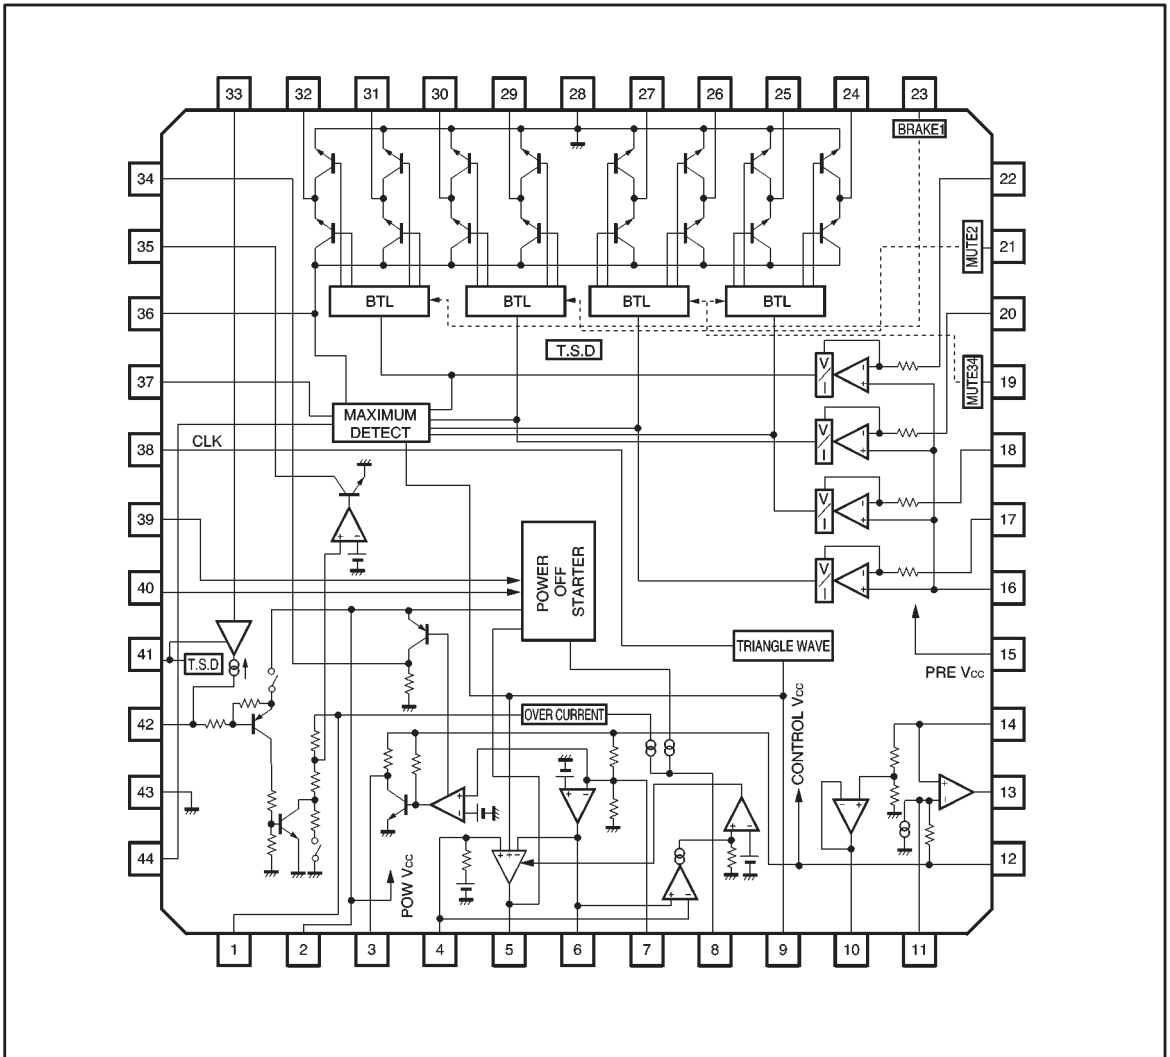 33 32 31 30 29 28 27 26 25 24 23
BRAKE1
34 22
35 MUTE2 21
BTL BTL BTL BTL
36 20
T.S.D
37 V/I MUTE34 19
MAXIMUM
DETECT
38 CLK V/I 18
39 V/I 17
POWER
OFF
STARTER
40 V/I 16
41 T.S.D TRIANGLE WAVE 15
PRE Vcc
42 OVER CURRENT CONTROL Vcc 14
+ -
43 13
44 POW Vcc 12
1 2 3 4 5 6 7 8 9 10 11